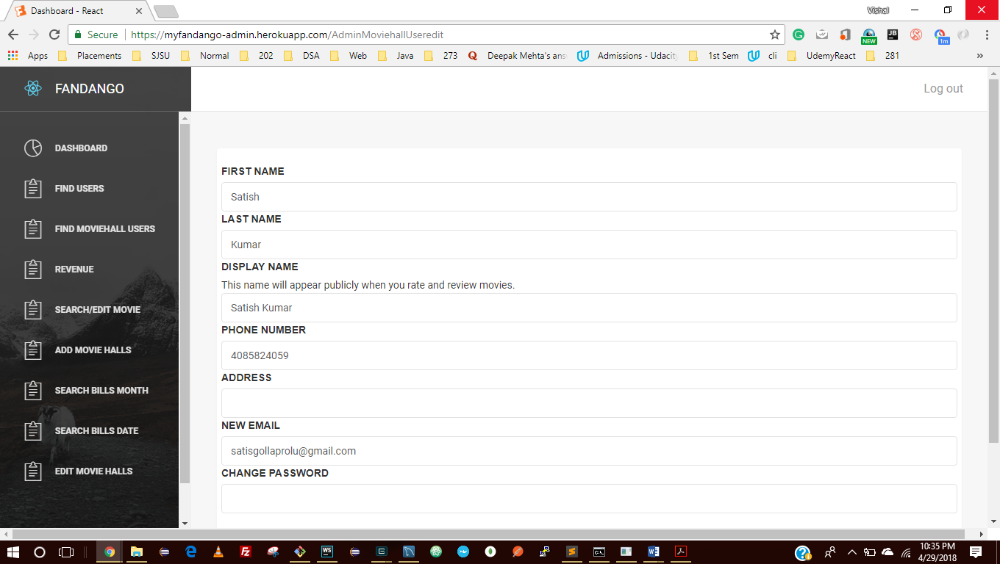 Dashboard - React
Vishal
Secure
https://myfandango-admin.herokuapp.com/AdminMoviehallUseredit
NEW
JB
1m
Apps
Placements
SJSU
Normal
202
DSA
Web
Java
273
Deepak Mehta's ans
Admissions - Udacity
1st Sem
cli
UdemyReact
281
»
FANDANGO
Log out
DASHBOARD
FIND USERS
FIND MOVIEHALL USERS
REVENUE
SEARCH/EDIT MOVIE
ADD MOVIE HALLS
SEARCH BILLS MONTH
SEARCH BILLS DATE
EDIT MOVIE HALLS
FIRST NAME
Satish
LAST NAME
Kumar
DISPLAY NAME
This name will appear publicly when you rate and review movies.
Satish Kumar
PHONE NUMBER
4085824059
ADDRESS
NEW EMAIL
satisgollaprolu@gmail.com
CHANGE PASSWORD
10:35 PM
4/29/2018